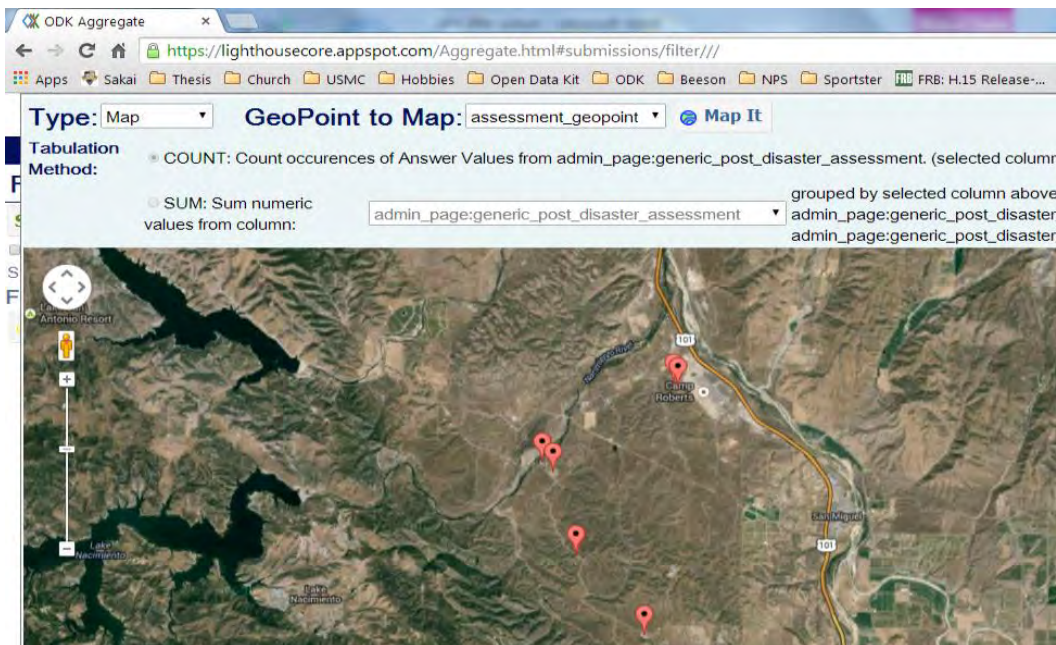 ODK Aggregate ×
https://lighthousecore.appspot.com/Aggregate.html#submissions/filter///
Apps Sakai Thesis Church USMC Hobbies Open Data Kit ODK Beeson NPS Sportster FRB FRB: H.15 Release-...
Type: Map GeoPoint to Map: assessment_geopoint Map It
Tabulation
Method:
COUNT: Count occurences of Answer Values from admin_page:generic_post_disaster_assessment. (selected column
SUM: Sum numeric
values from column:
admin_page:generic_post_disaster_assessment
grouped by selected column above
admin_page:generic_post_disaster
admin_page:generic_post_disaster
Antonio Resort
101
Camp
Roberts
San Miguel
101
Lake
Nacimiento
Lake
Nacimiento